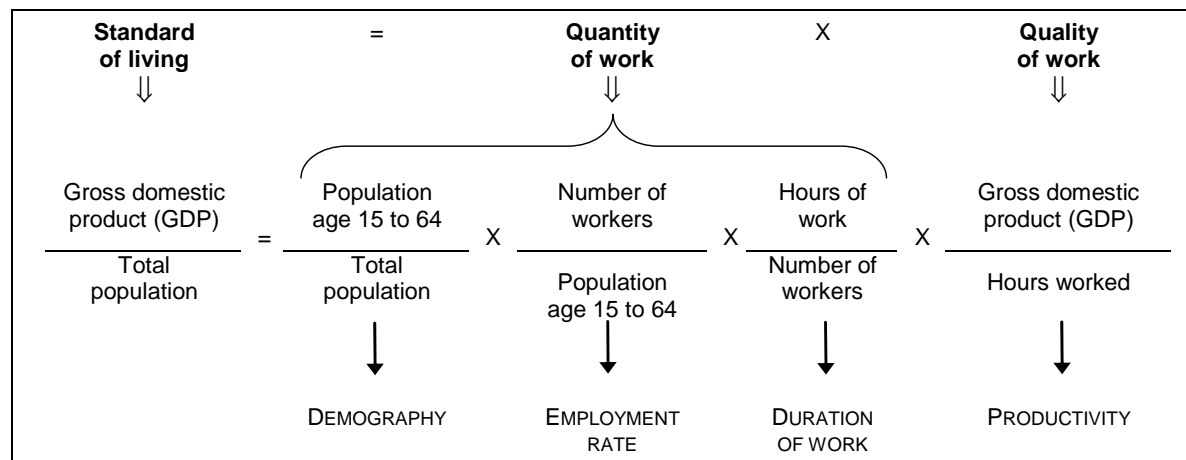 Standard = Quantity X Quality
of living of work of work
⇓ ⇓ ⇓
Gross domestic Population Number of Hours of Gross domestic
product (GDP) age 15 to 64 workers work product (GDP)
= X X X
Total Total Population Number of Hours worked
population population age 15 to 64 workers
DEMOGRAPHY EMPLOYMENT DURATION PRODUCTIVITY
RATE OF WORK